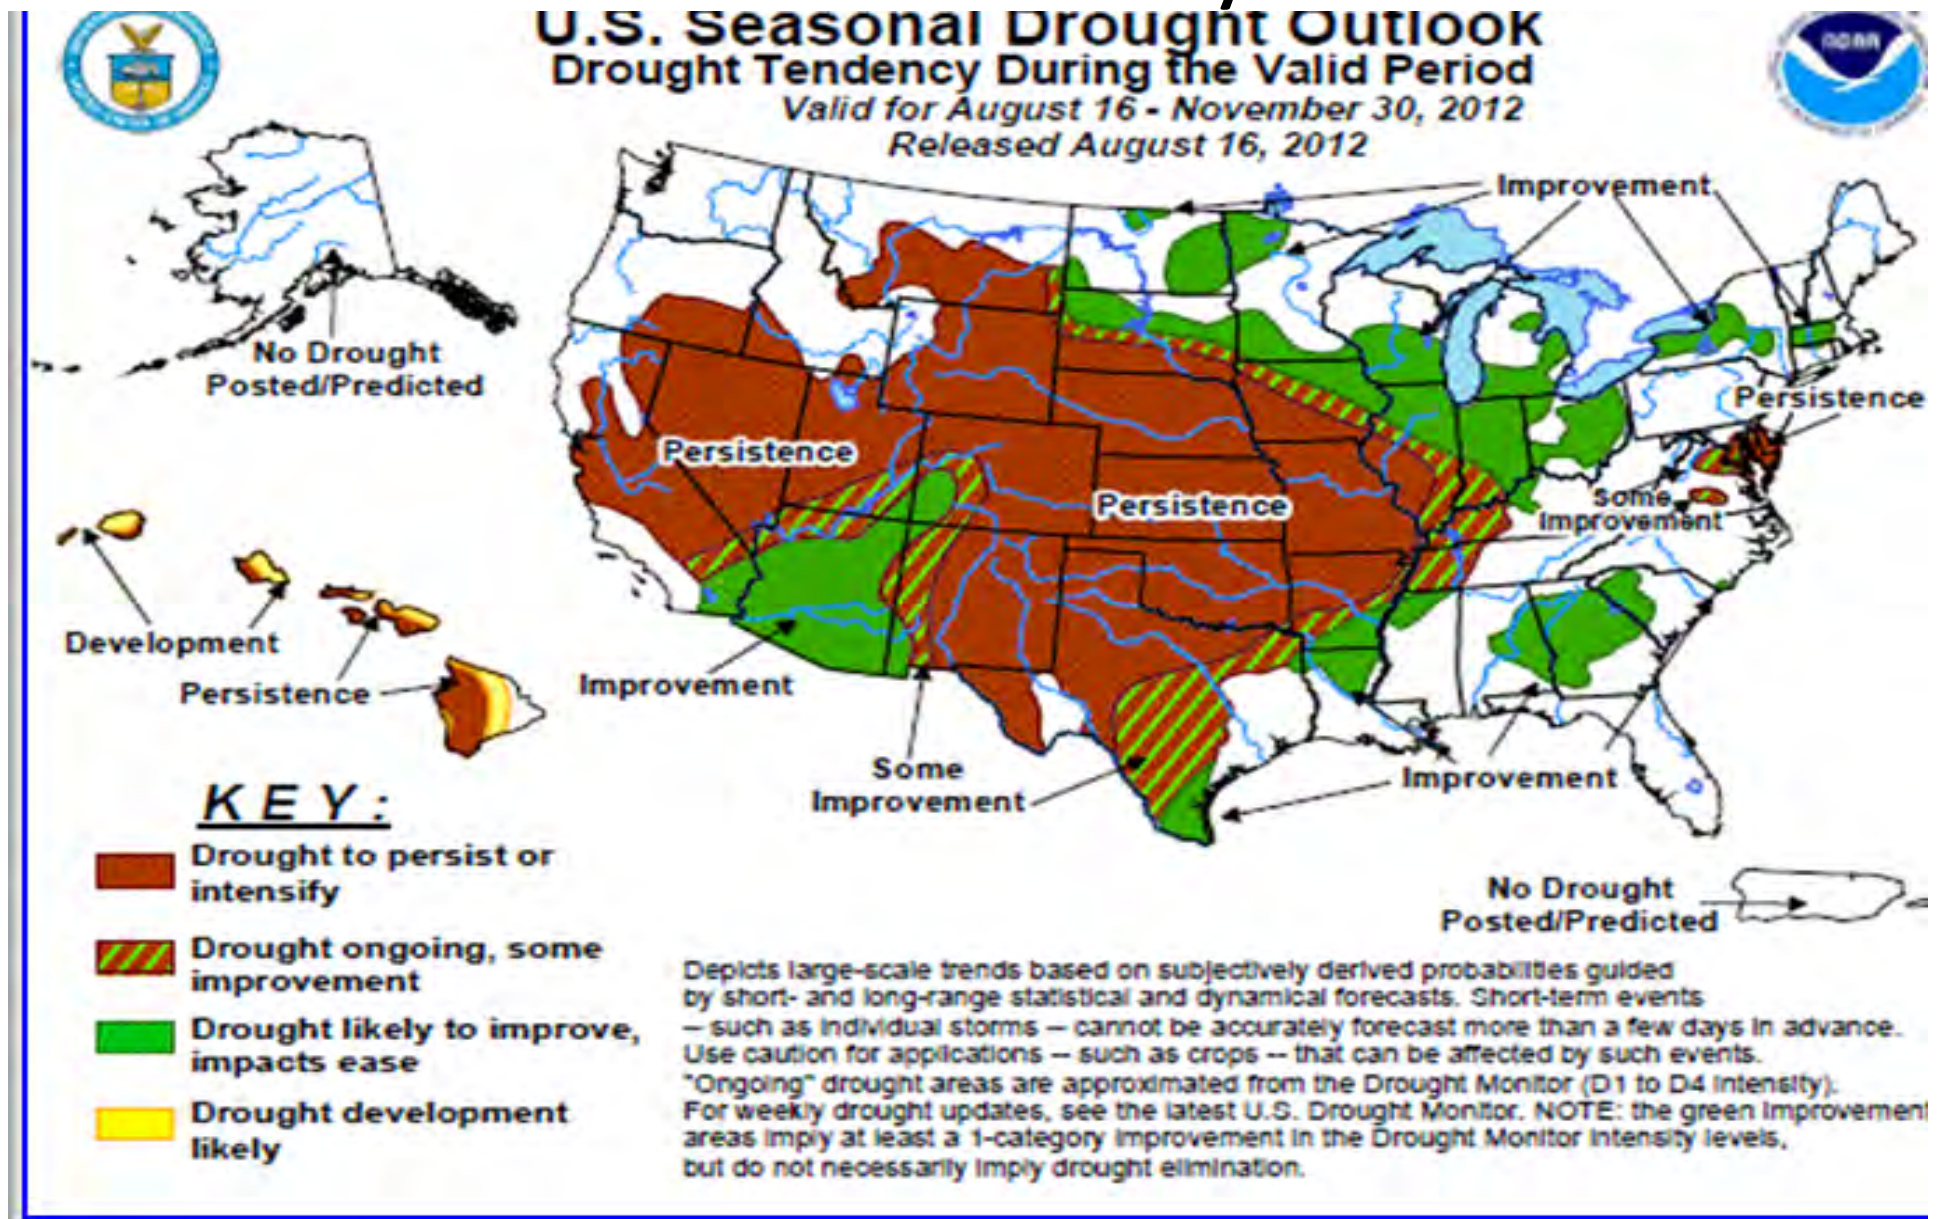 U.S. Seasonal Drought Outlook
Drought Tendency During the Valid Period
Valid for August 16 - November 30, 2012
Released August 16, 2012
NOAA
Improvement
No Drought
Posted/Predicted
Persistence
Persistence
Persistence
Some
Improvement
Development
Persistence
Improvement
Some
Improvement
Improvement
KEY:
Drought to persist or
intensify
Drought ongoing, some
improvement
Drought likely to improve,
impacts ease
Drought development
likely
No Drought
Posted/Predicted
Depicts large-scale trends based on subjectively derived probabilities guided
by short- and long-range statistical and dynamical forecasts. Short-term events
-- such as individual storms -- cannot be accurately forecast more than a few days in advance.
Use caution for applications -- such as crops -- that can be affected by such events.
"Ongoing" drought areas are approximated from the Drought Monitor (D1 to D4 intensity).
For weekly drought updates, see the latest U.S. Drought Monitor. NOTE: the green improvement
areas imply at least a 1-category improvement in the Drought Monitor intensity levels,
but do not necessarily imply drought elimination.